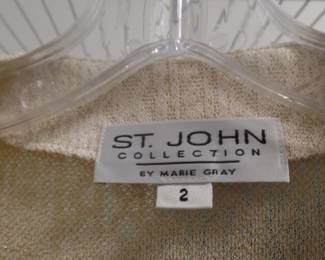 ST. JOHN
COLLECTION
BY MARIE GRAY
2